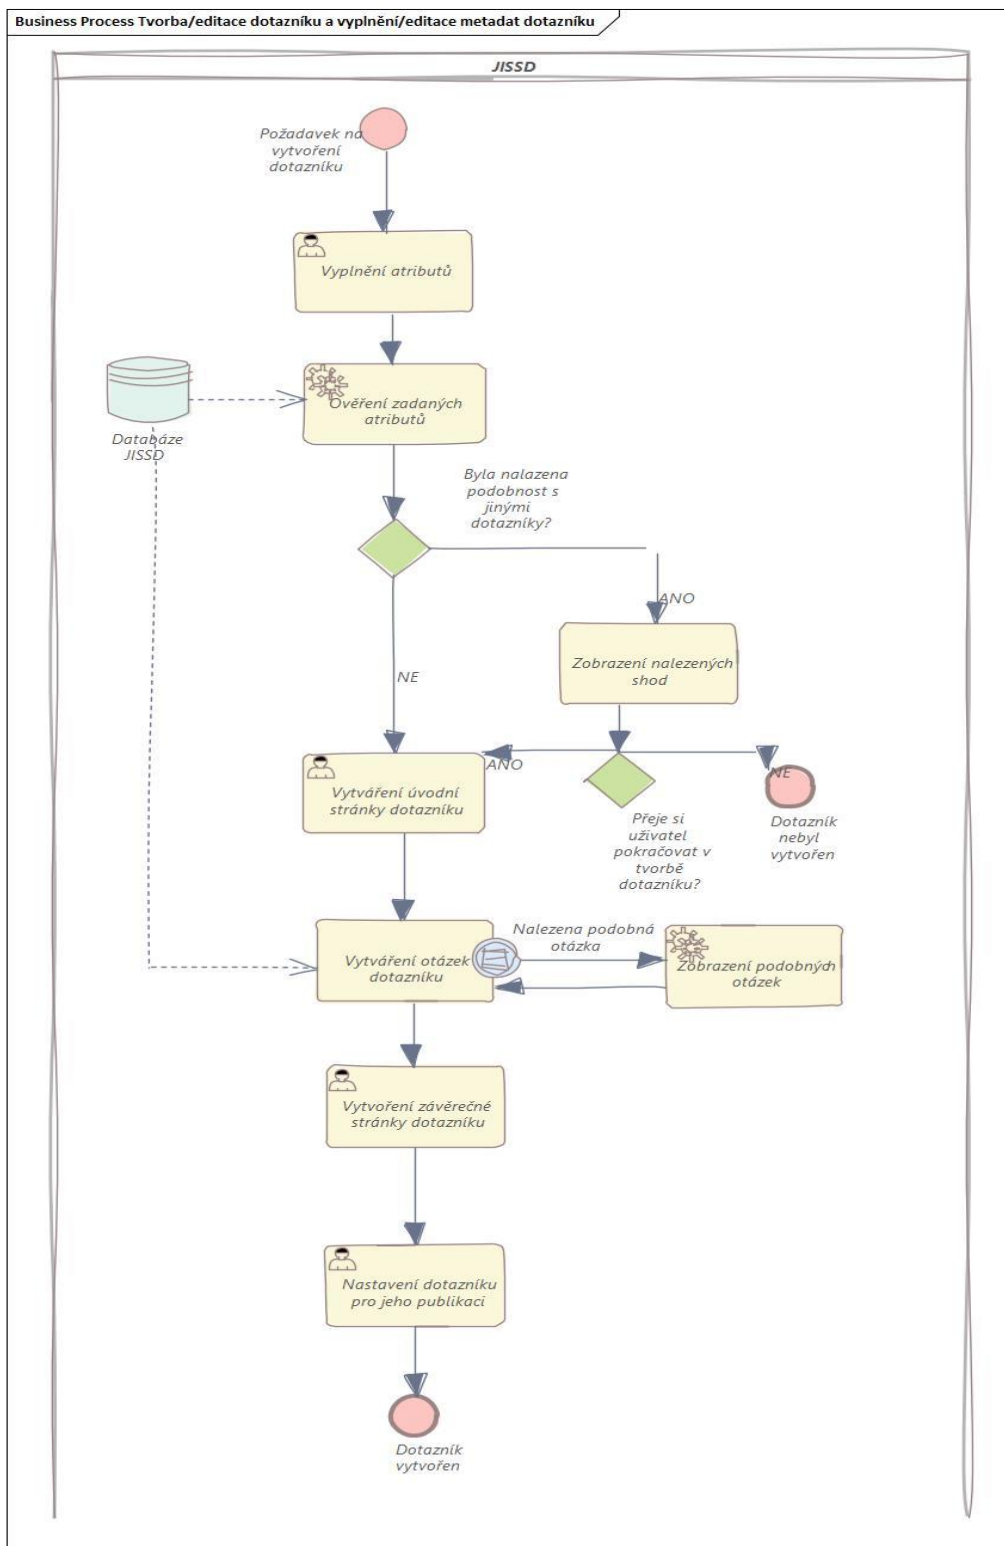 Business Process Tvorba/editace dotazníku a vyplnění/editace metadat dotazníku
JISSD
Požadavek na
vytvoření
dotazníku
Vyplnění atributů
Ověření zadaných
atributů
Databáze
JISSD
Byla nalazena
podobnost s
jinými
dotazníky?
ANO
Zobrazení nalezených
shod
NE
ANO
NE
Vytváření úvodní
stránky dotazníku
Přeje si
uživatel
pokračovat v
tvorbě
dotazníku?
Dotazník
nebyl
vytvořen
Nalezena podobná
otázka
Vytváření otázek
dotazníku
Zobrazení podobných
otázek
Vytvoření závěrečné
stránky dotazníku
Nastavení dotazníku
pro jeho publikaci
Dotazník
vytvořen